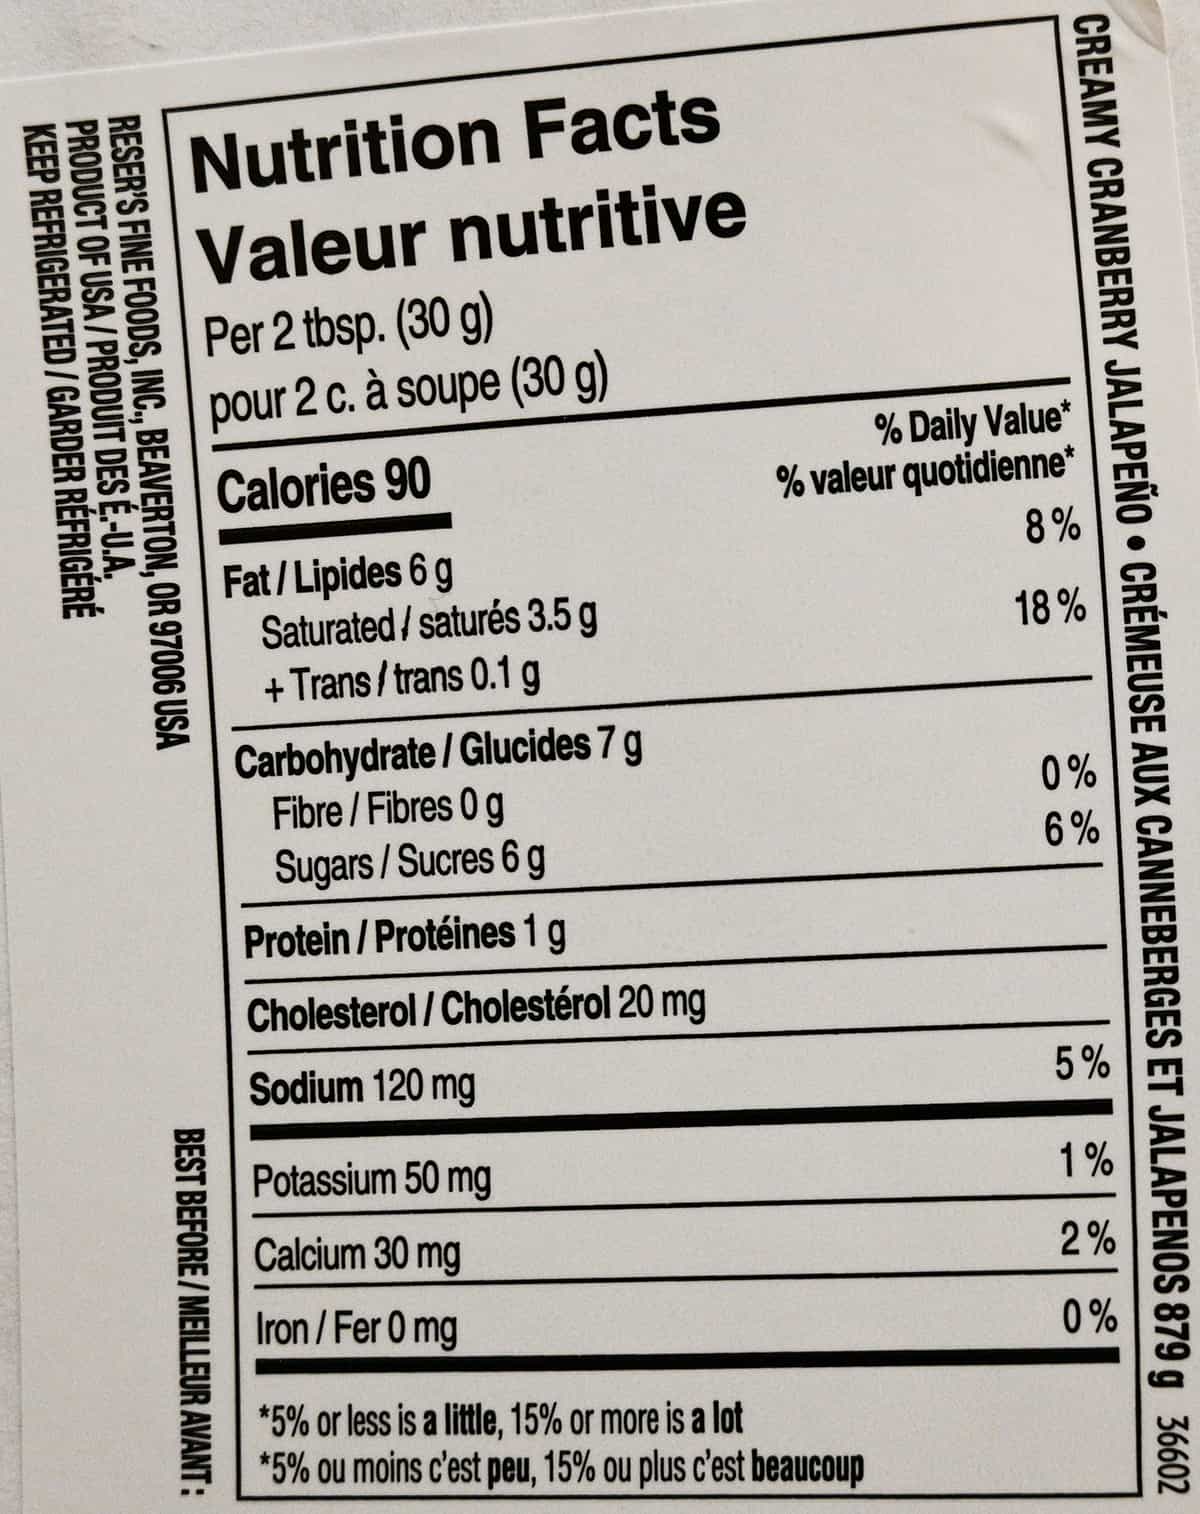 Nutrition Facts
Valeur nutritive
Per 2 tbsp. (30 g)
pour 2 c. à soupe (30 g)
% Daily Value*
% valeur quotidienne*
Calories 90
Fat / Lipides 6 g 8 %
Saturated / saturés 3.5 g 18 %
+ Trans / trans 0.1 g
Carbohydrate / Glucides 7 g
Fibre / Fibres 0 g 0 %
Sugars / Sucres 6 g 6 %
Protein / Protéines 1 g
Cholesterol / Cholestérol 20 mg
Sodium 120 mg 5 %
Potassium 50 mg 1 %
Calcium 30 mg 2 %
Iron / Fer 0 mg 0 %
*5% or less is a little, 15% or more is a lot
*5% ou moins c'est peu, 15% ou plus c'est beaucoup
CREAMY CRANBERRY JALAPEÑO • CRÉMEUSE AUX CANNEBERGES ET JALAPENOS 879 g 36602
RESER'S FINE FOODS, INC., BEAVERTON, OR 97006 USA
PRODUCT OF USA / PRODUIT DES É.-U.A.
KEEP REFRIGERATED / GARDER RÉFRIGÉRÉ
BEST BEFORE / MEILLEUR AVANT :